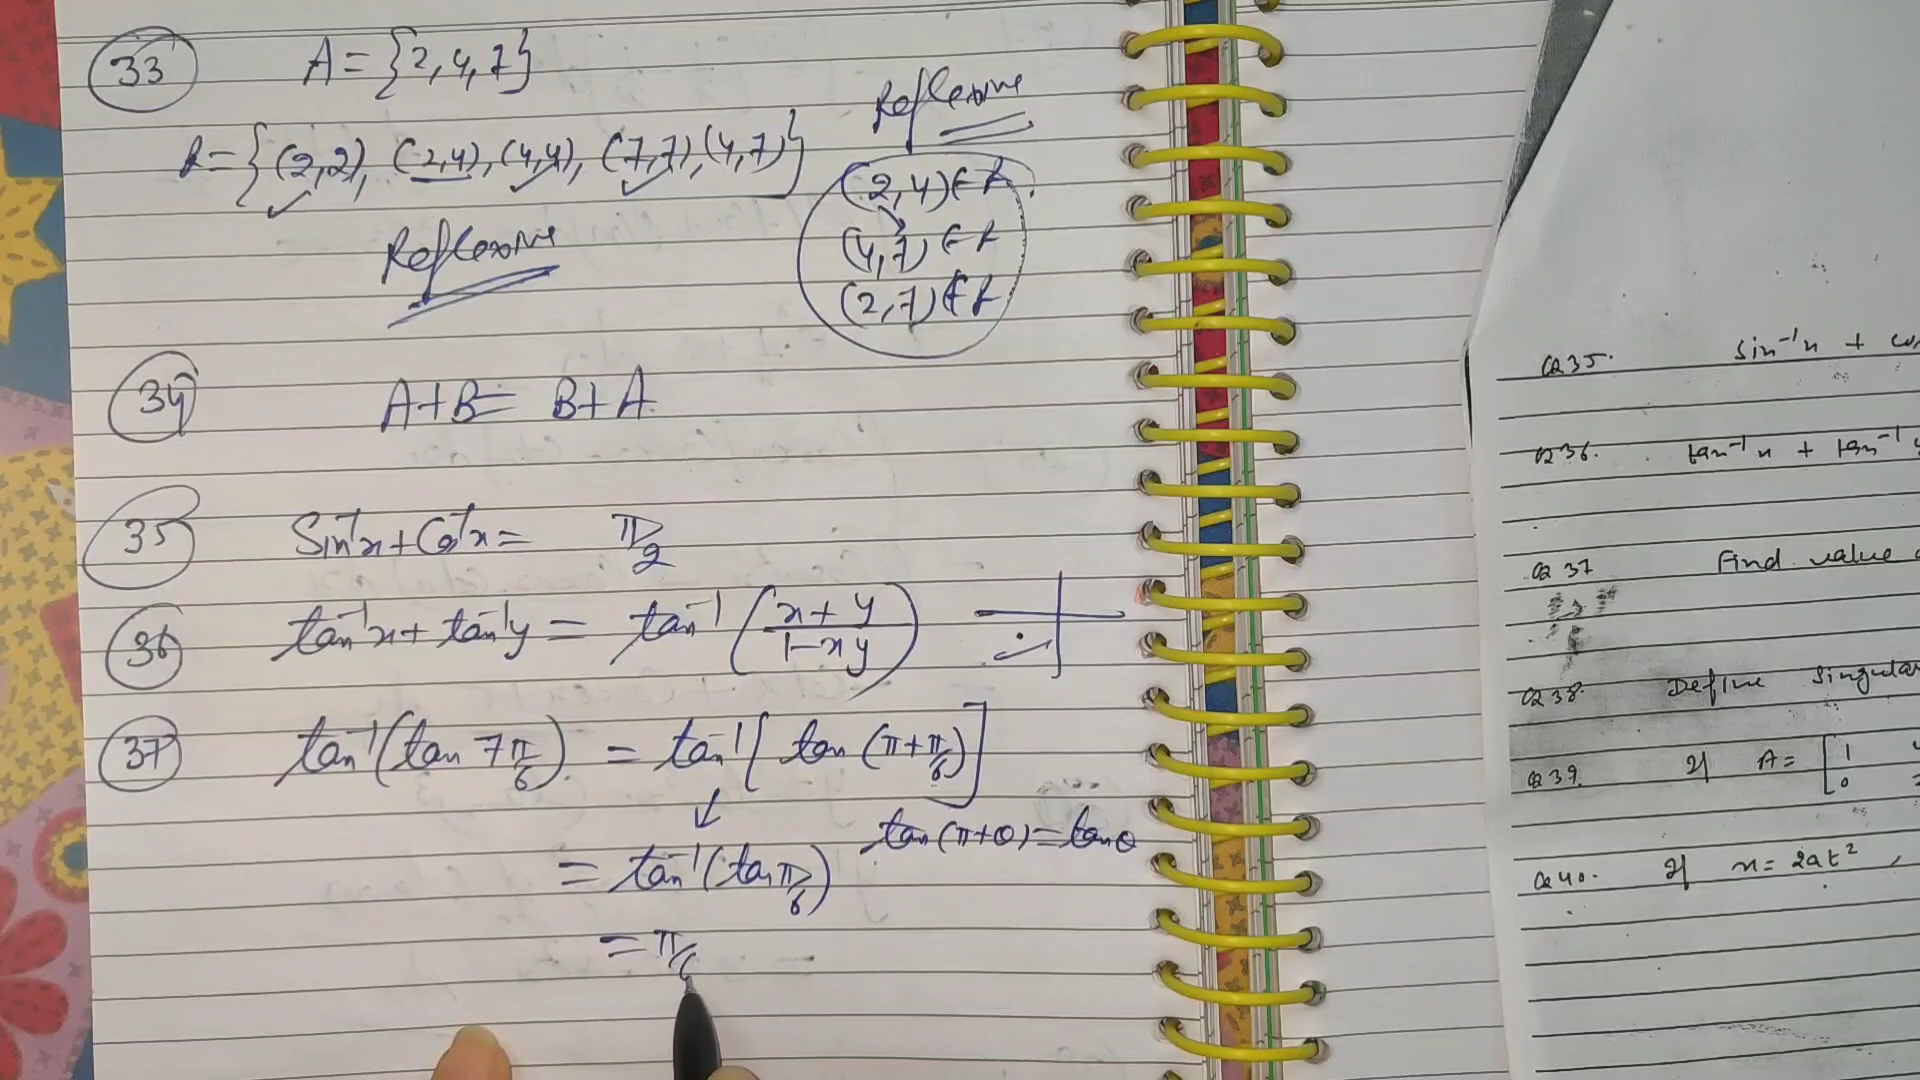 33 A = {2,4,7}
R = {(2,2), (2,4), (4,4), (7,7), (4,7)}
Reflexive
Reflexive
(2,4) ∈ R
(4,7) ∈ R
(2,7) ∉ R
34 A+B = B+A
35 Sin⁻¹x + Cos⁻¹x = π/2
36 tan⁻¹x + tan⁻¹y = tan⁻¹ (x+y / 1-xy)
37 tan⁻¹(tan 7π/6) = tan⁻¹[tan (π+π/6)]
tan(π+θ) = tanθ
= tan⁻¹(tan π/6)
= π/6
Q35. Sin⁻¹x +
Q36. tan⁻¹x + tan⁻¹
Q37 Find value
Q38. Define Singular
Q39. If A = [1
0
Q40. If x = 2at²,